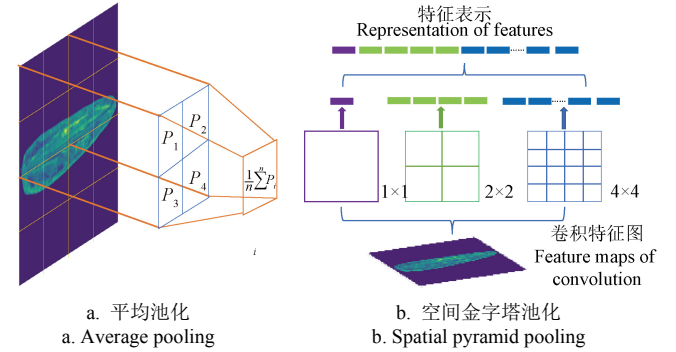 P1
P2
P3
P4
1/n ∑ⁿ Pi
i
a. 平均池化
a. Average pooling
特征表示
Representation of features
......
......
1×1
2×2
4×4
卷积特征图
Feature maps of
convolution
b. 空间金字塔池化
b. Spatial pyramid pooling